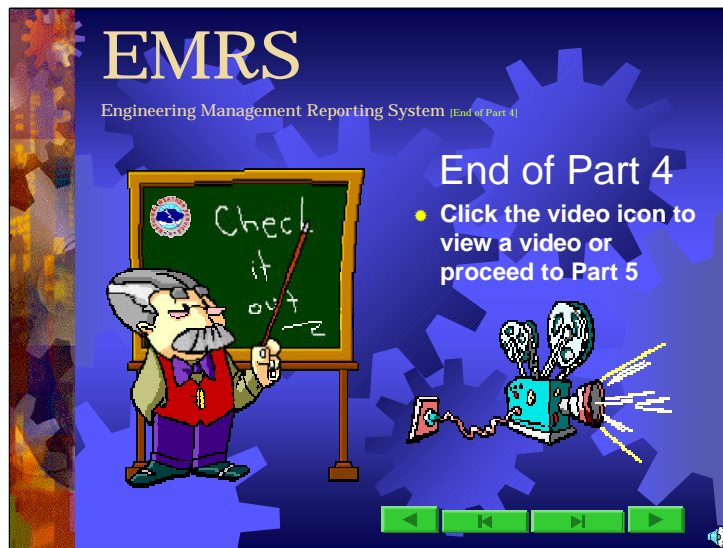 EMRS
Engineering Management Reporting System [End of Part 4]
Check
it
out
End of Part 4
Click the video icon to
view a video or
proceed to Part 5